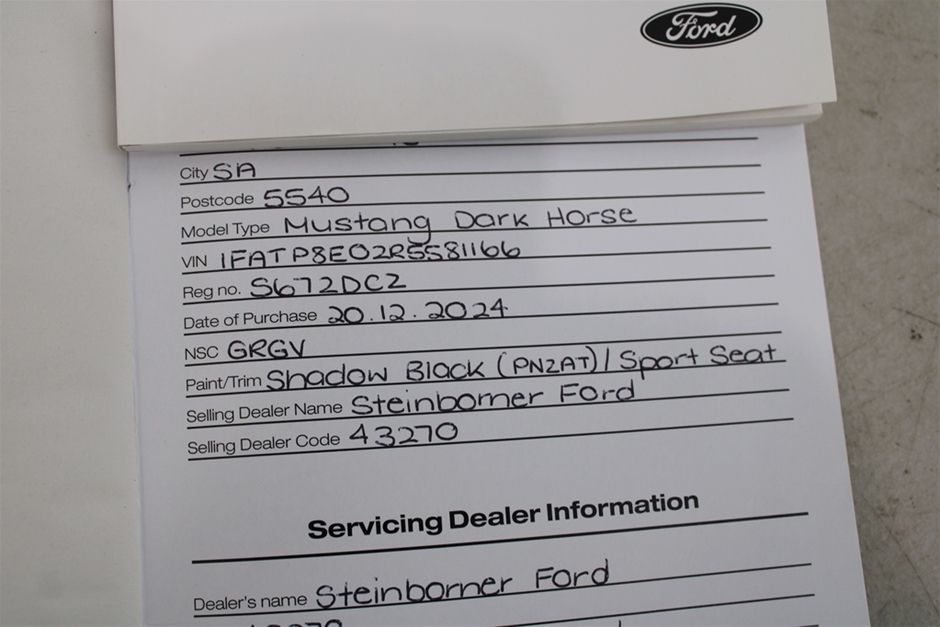 Ford
City SA
Postcode 5540
Model Type Mustang Dark Horse
VIN 1FATP8E02R5581166
Reg no. S672DCZ
Date of Purchase 20.12.2024
NSC GRGV
Paint/Trim Shadow Black (PNZAT) / Sport Seat
Selling Dealer Name Steinborner Ford
Selling Dealer Code 43270
Servicing Dealer Information
Dealer's name Steinborner Ford